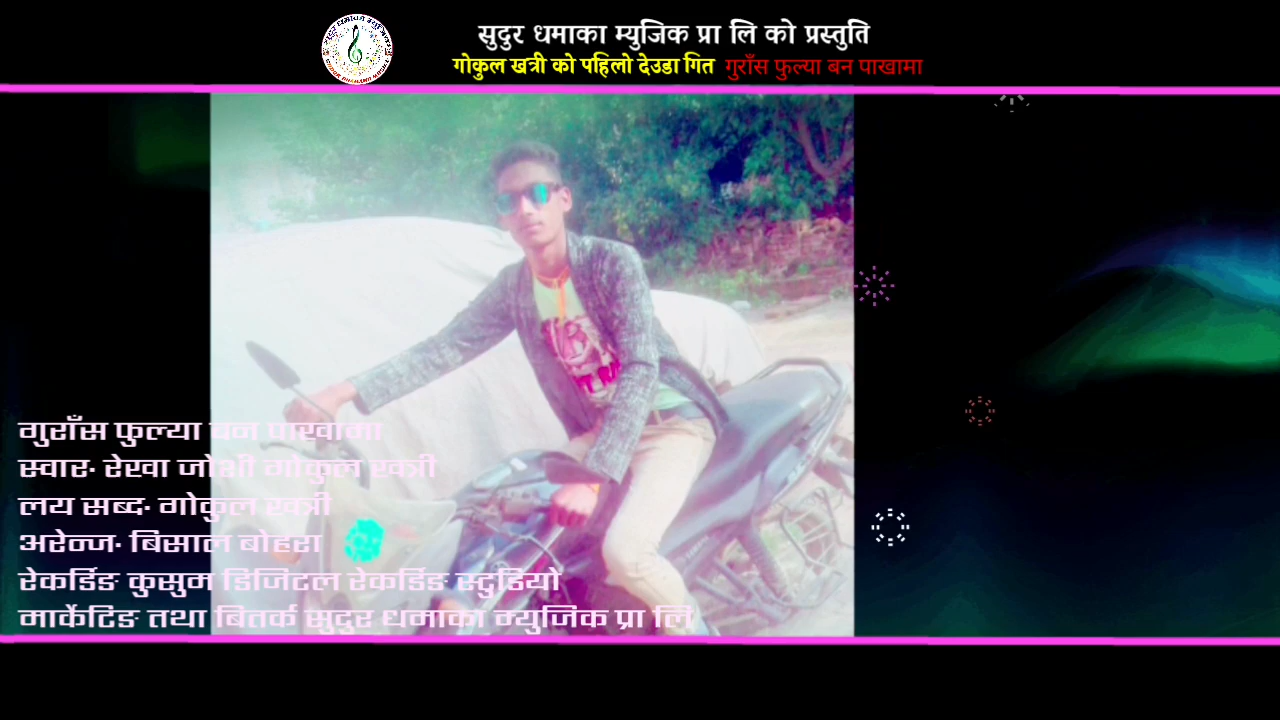 सुदुर धमाका म्युजिक प्रा लि को प्रस्तुति
गोकुल खत्री को पहिलो देउडा गित गुराँस फुल्या बन पाखामा
गुराँस फुल्या बन पाखामा
स्वार. रेखा जोशी गोकुल खत्री
लय सब्द. गोकुल खत्री
अरेन्ज. बिसाल बोहरा
रेकर्डिङ कुसुम डिजिटल रेकर्डिङ स्टुडियो
मार्केटिङ तथा बितर्क सुदुर धमाका म्युजिक प्रा लि